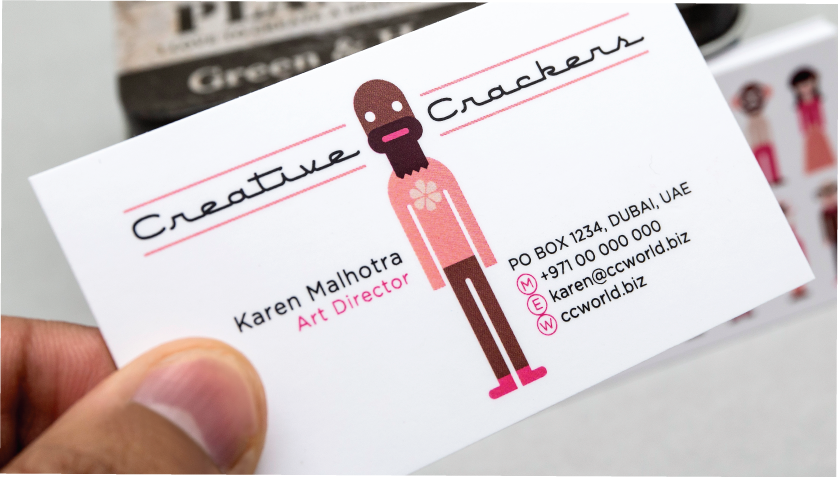 Green &
Creative Crackers
Karen Malhotra
Art Director
PO BOX 1234, DUBAI, UAE
M +971 00 000 000
E karen@ccworld.biz
W ccworld.biz